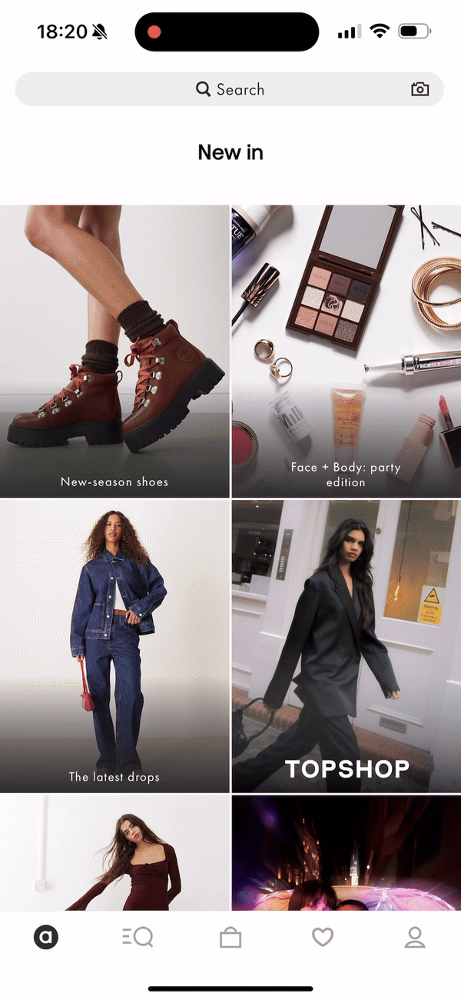 18:20
Search
New in
New-season shoes
Face + Body: party
edition
The latest drops
TOPSHOP
a